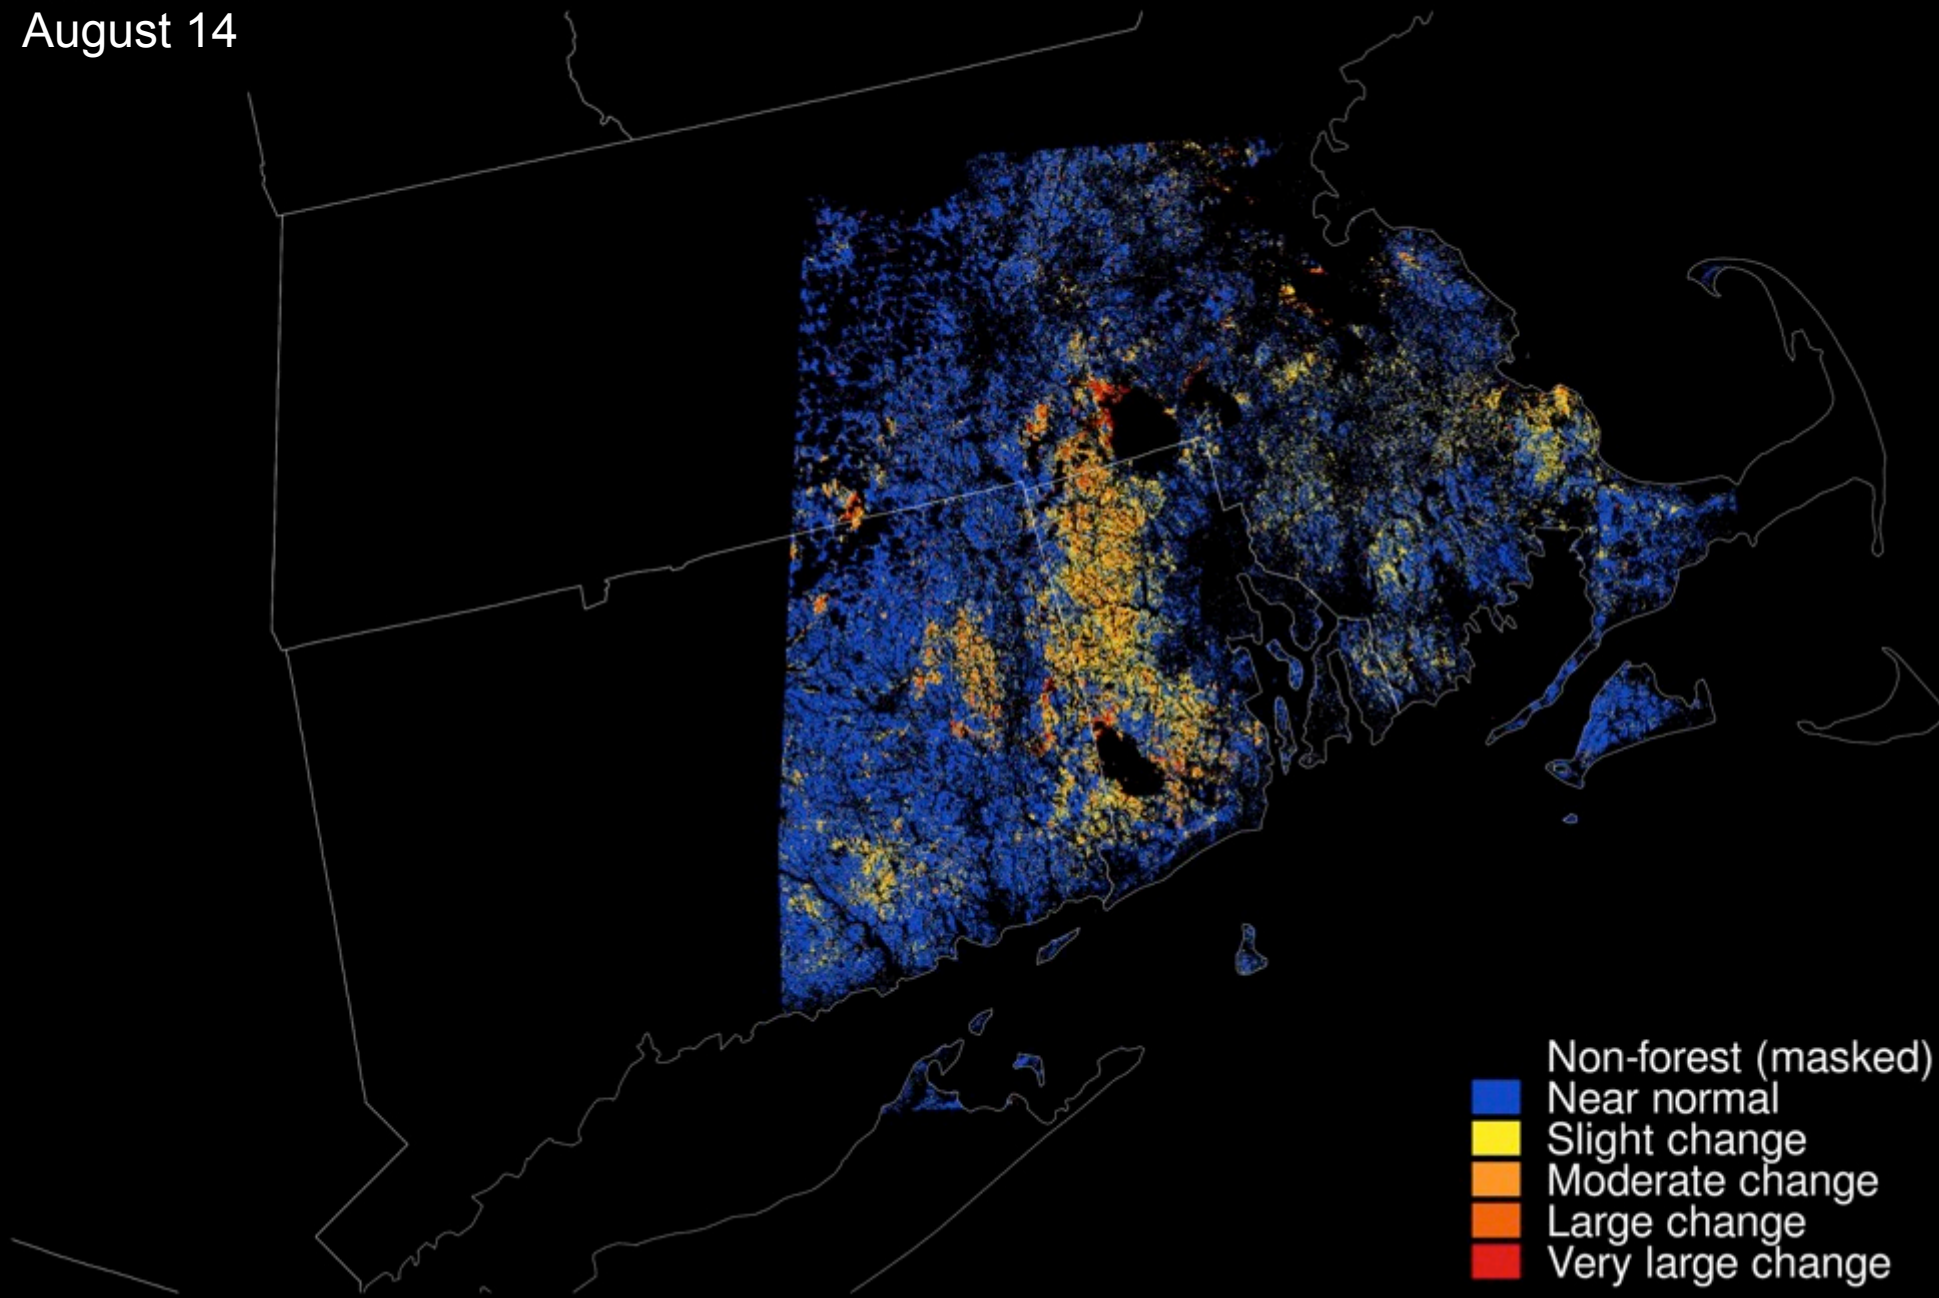 August 14
Non-forest (masked)
Near normal
Slight change
Moderate change
Large change
Very large change